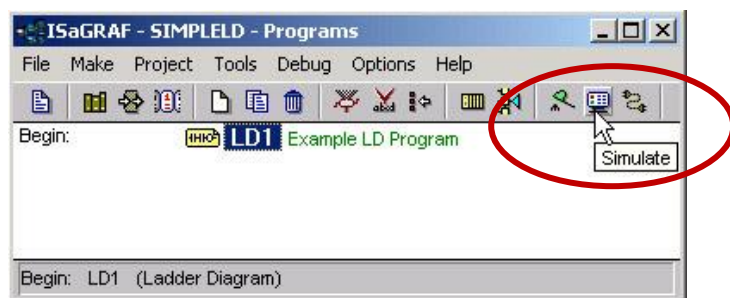 ISaGRAF - SIMPLELD - Programs
File Make Project Tools Debug Options Help
Begin: LD1 Example LD Program
Simulate
Begin: LD1 (Ladder Diagram)